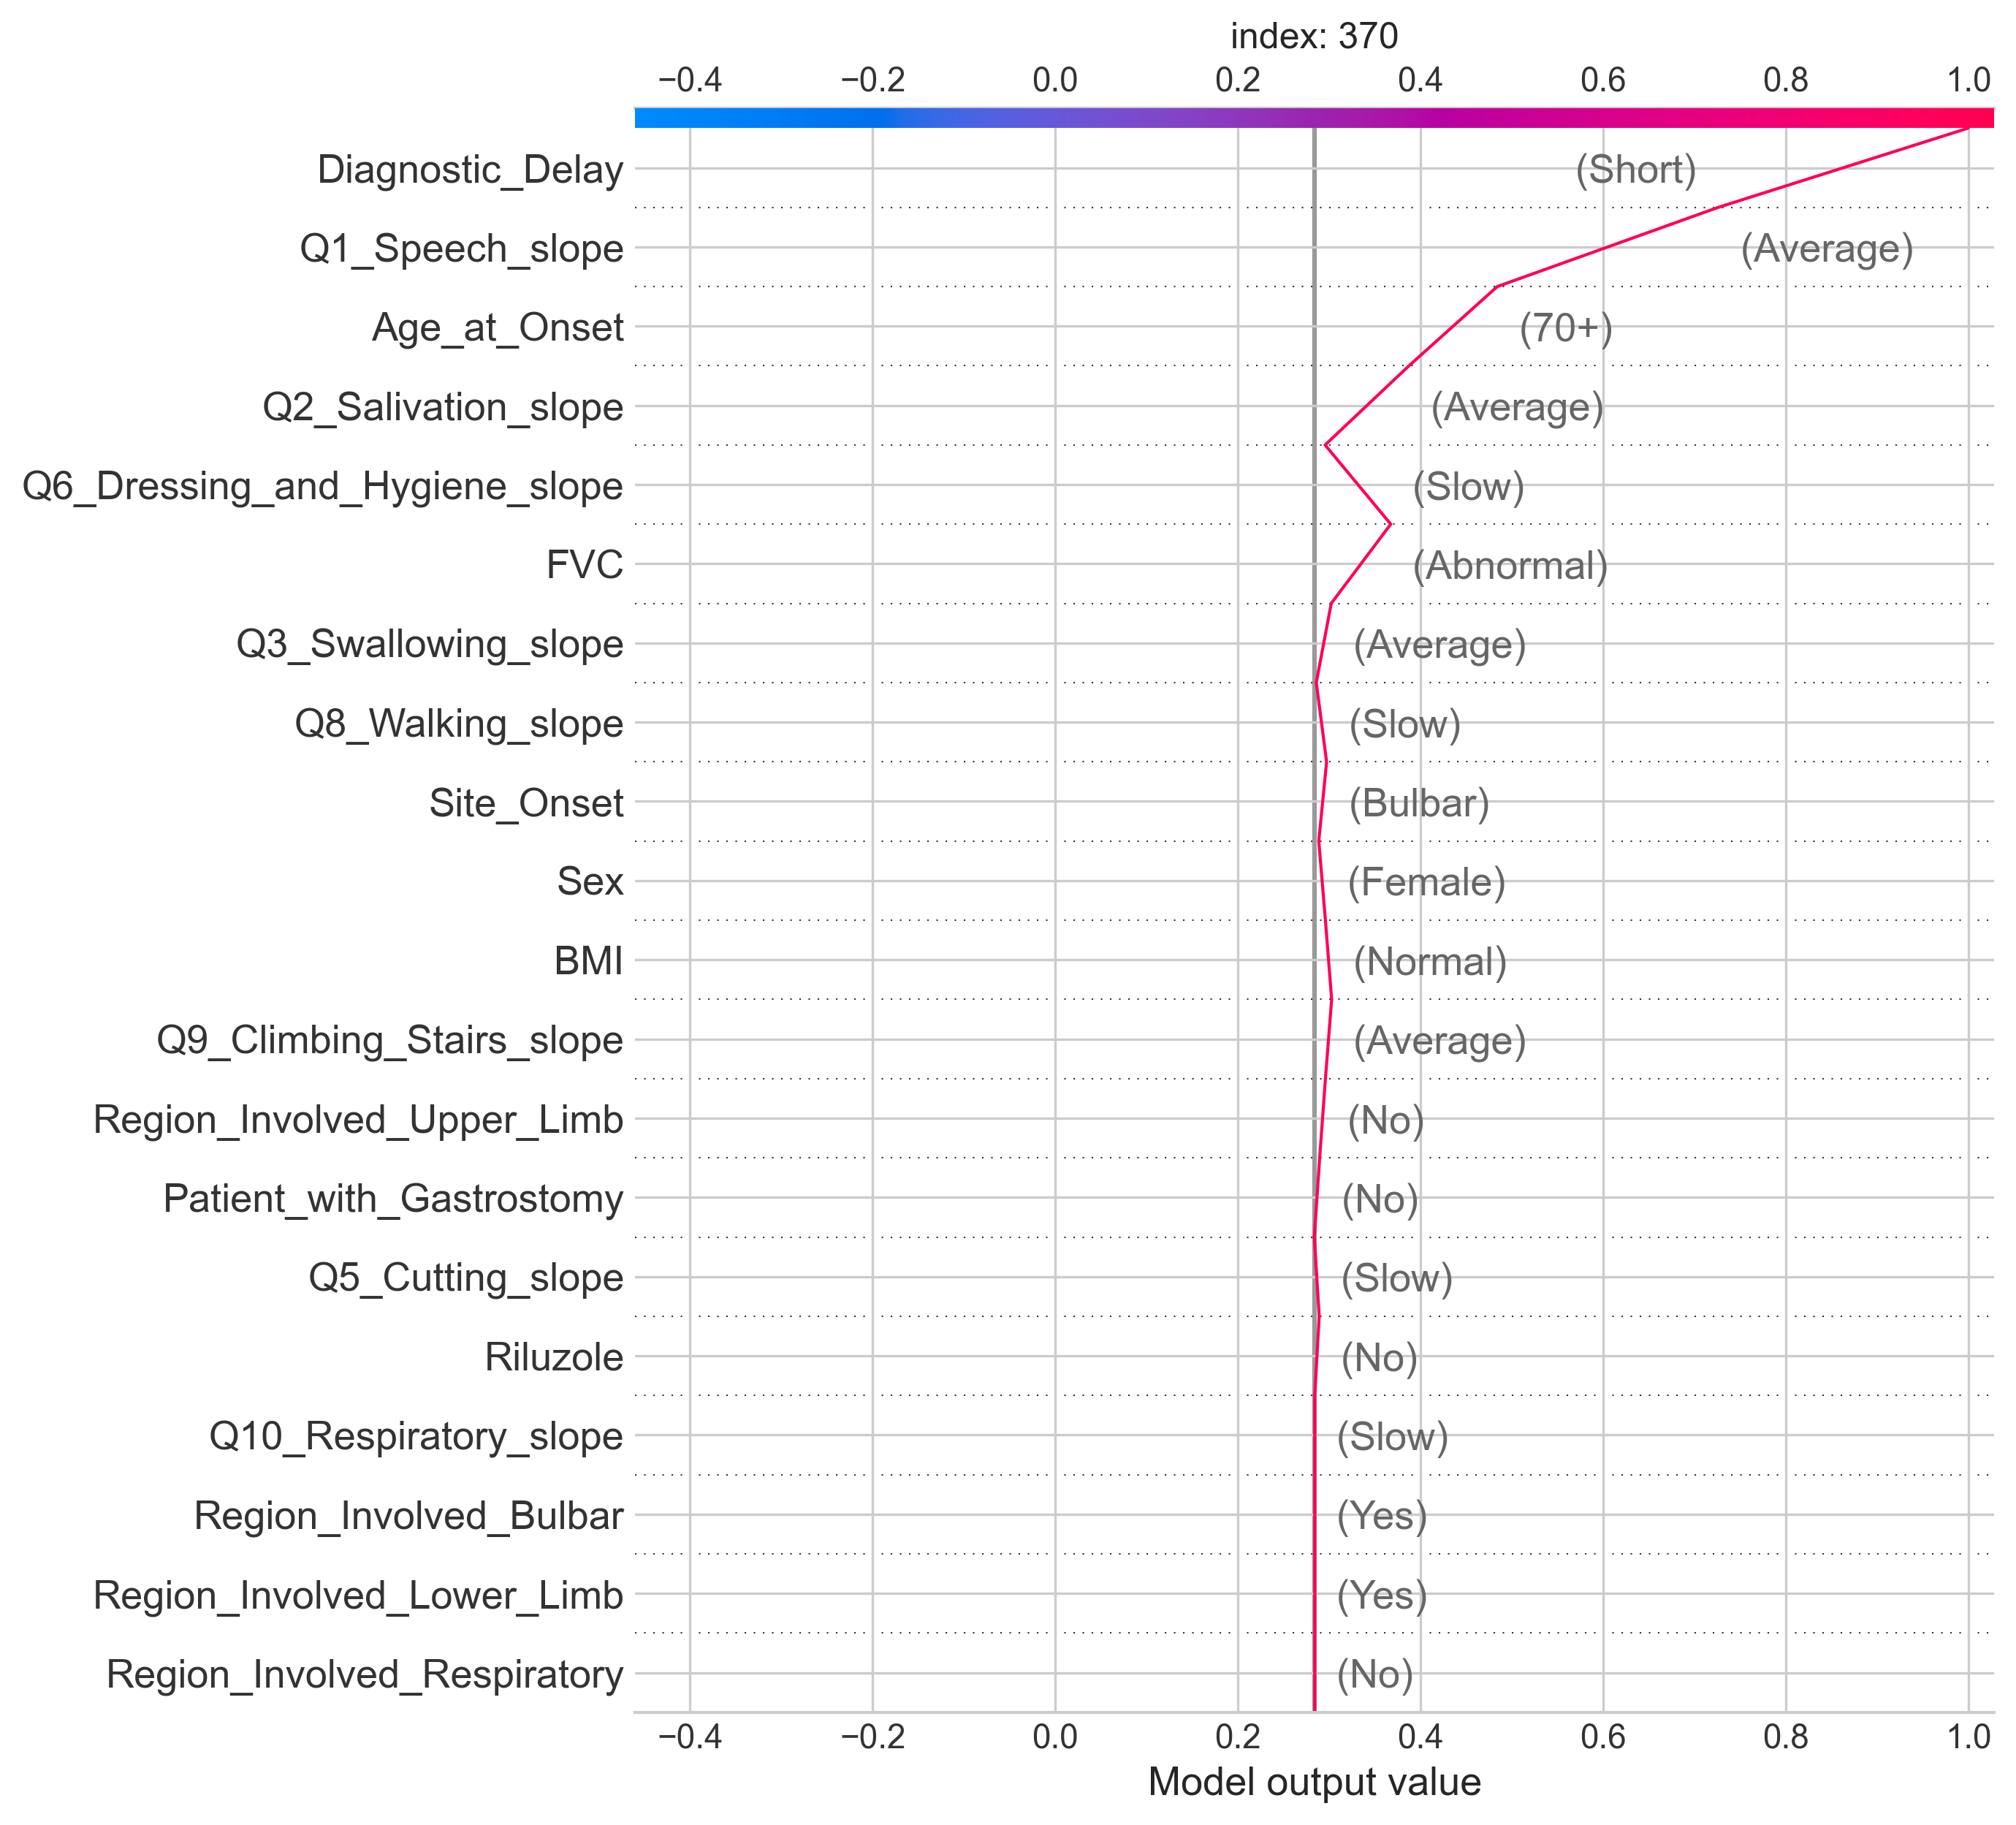 index: 370
−0.4 −0.2 0.0 0.2 0.4 0.6 0.8 1.0
Diagnostic_Delay (Short)
Q1_Speech_slope (Average)
Age_at_Onset (70+)
Q2_Salivation_slope (Average)
Q6_Dressing_and_Hygiene_slope (Slow)
FVC (Abnormal)
Q3_Swallowing_slope (Average)
Q8_Walking_slope (Slow)
Site_Onset (Bulbar)
Sex (Female)
BMI (Normal)
Q9_Climbing_Stairs_slope (Average)
Region_Involved_Upper_Limb (No)
Patient_with_Gastrostomy (No)
Q5_Cutting_slope (Slow)
Riluzole (No)
Q10_Respiratory_slope (Slow)
Region_Involved_Bulbar (Yes)
Region_Involved_Lower_Limb (Yes)
Region_Involved_Respiratory (No)
−0.4 −0.2 0.0 0.2 0.4 0.6 0.8 1.0
Model output value